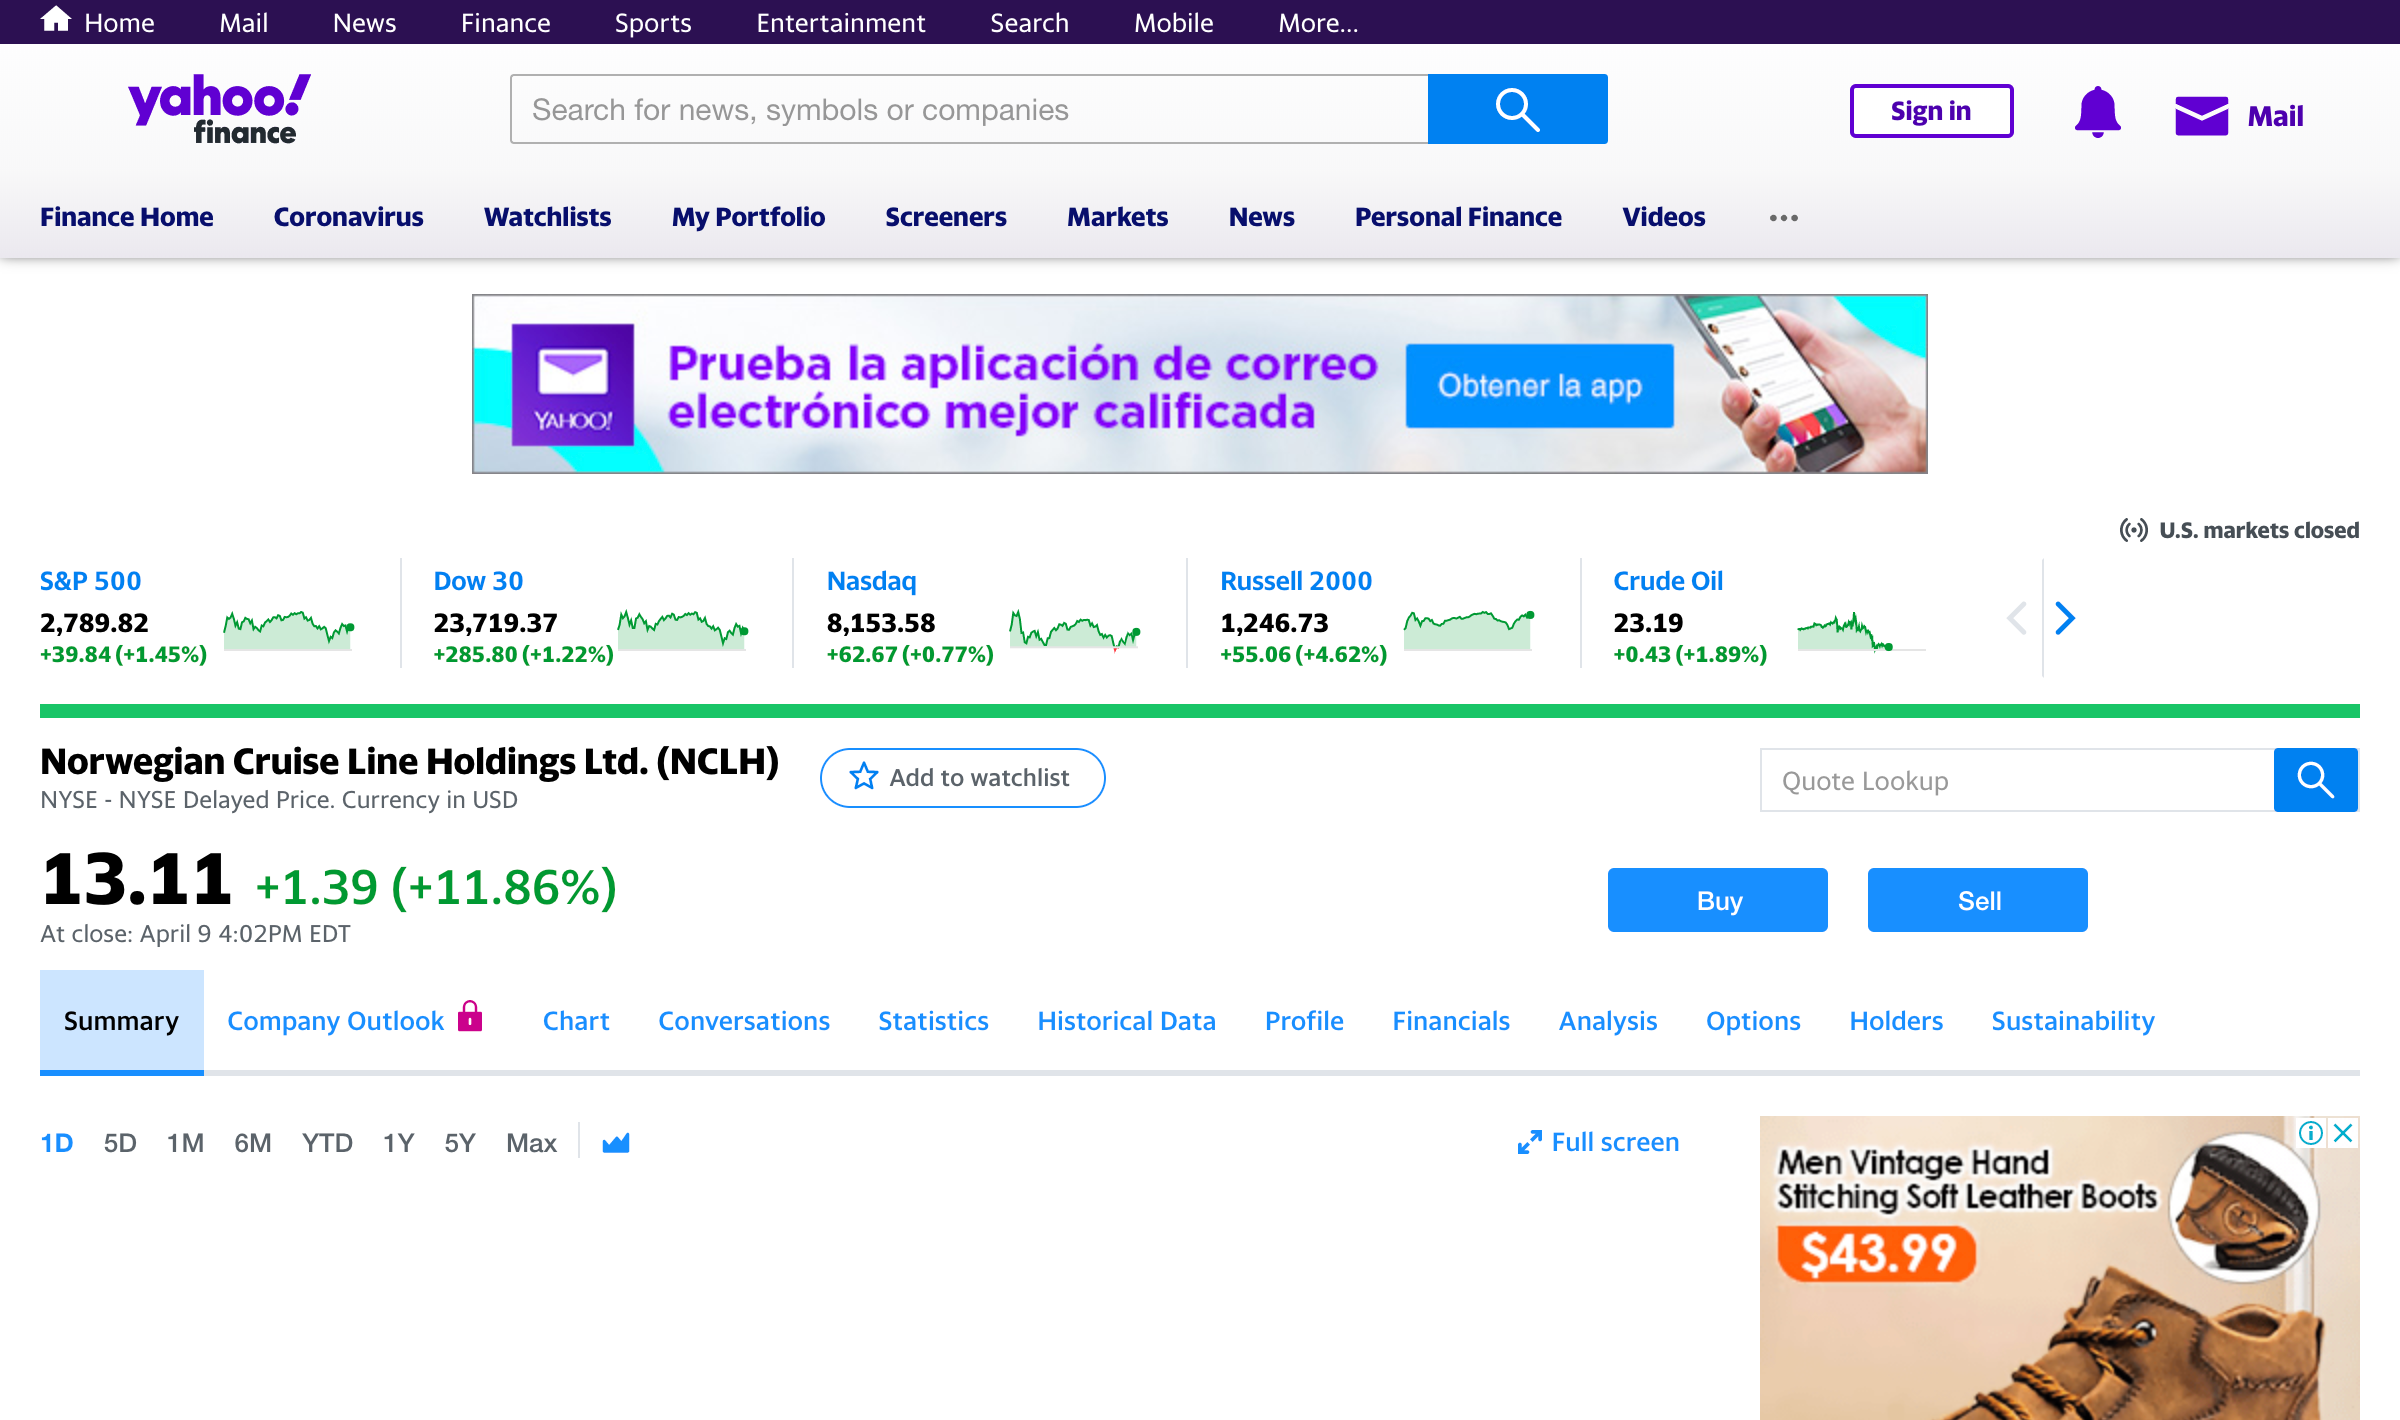 Home Mail News Finance Sports Entertainment Search Mobile More...
yahoo! finance
Search for news, symbols or companies
Sign in
Mail
Finance Home Coronavirus Watchlists My Portfolio Screeners Markets News Personal Finance Videos •••
YAHOO!
Prueba la aplicación de correo
electrónico mejor calificada
Obtener la app
U.S. markets closed
S&P 500
2,789.82
+39.84 (+1.45%)
Dow 30
23,719.37
+285.80 (+1.22%)
Nasdaq
8,153.58
+62.67 (+0.77%)
Russell 2000
1,246.73
+55.06 (+4.62%)
Crude Oil
23.19
+0.43 (+1.89%)
Norwegian Cruise Line Holdings Ltd. (NCLH)
NYSE - NYSE Delayed Price. Currency in USD
Add to watchlist
Quote Lookup
13.11 +1.39 (+11.86%)
At close: April 9 4:02PM EDT
Buy
Sell
Summary Company Outlook Chart Conversations Statistics Historical Data Profile Financials Analysis Options Holders Sustainability
1D 5D 1M 6M YTD 1Y 5Y Max
Full screen
Men Vintage Hand
Stitching Soft Leather Boots
$43.99